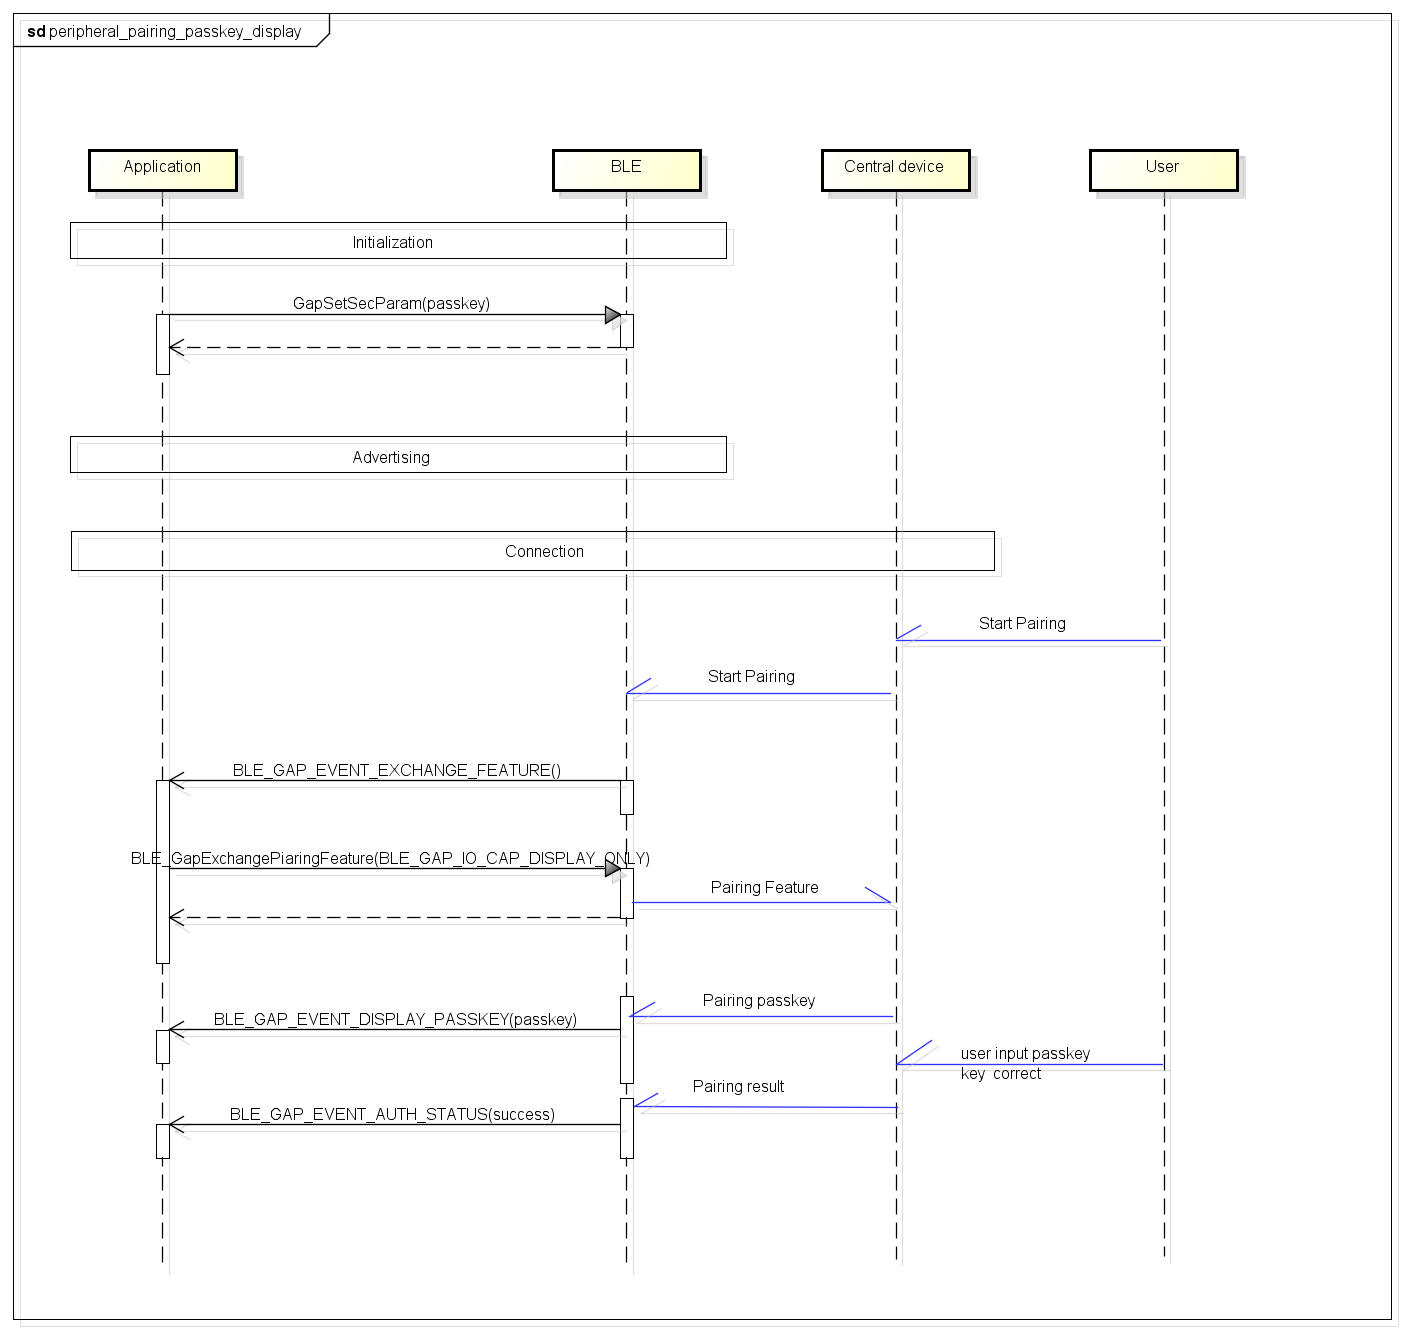 sd peripheral_pairing_passkey_display
Application
BLE
Central device
User
Initialization
GapSetSecParam(passkey)
Advertising
Connection
Start Pairing
Start Pairing
BLE_GAP_EVENT_EXCHANGE_FEATURE()
BLE_GapExchangePiaringFeature(BLE_GAP_IO_CAP_DISPLAY_ONLY)
Pairing Feature
Pairing passkey
BLE_GAP_EVENT_DISPLAY_PASSKEY(passkey)
user input passkey
key correct
Pairing result
BLE_GAP_EVENT_AUTH_STATUS(success)